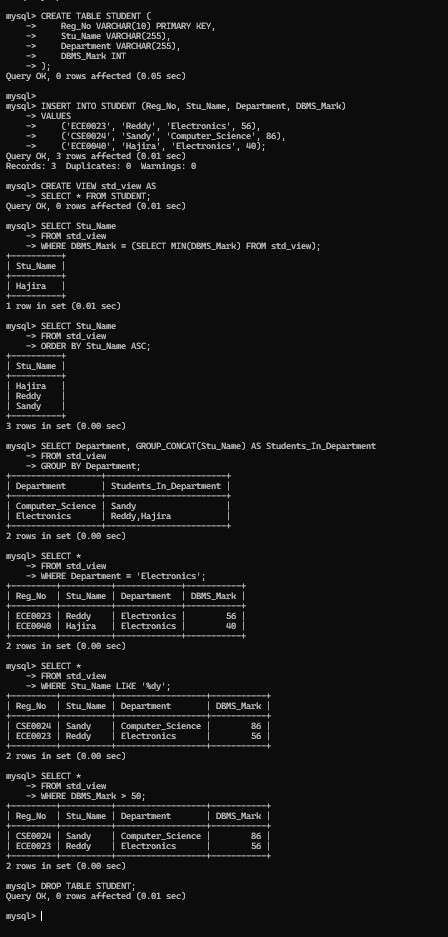 mysql> CREATE TABLE STUDENT (
    ->     Reg_No VARCHAR(10) PRIMARY KEY,
    ->     Stu_Name VARCHAR(255),
    ->     Department VARCHAR(255),
    ->     DBMS_Mark INT
    -> );
Query OK, 0 rows affected (0.05 sec)

mysql>
mysql> INSERT INTO STUDENT (Reg_No, Stu_Name, Department, DBMS_Mark)
    -> VALUES
    ->     ('ECE0023', 'Reddy', 'Electronics', 56),
    ->     ('CSE0024', 'Sandy', 'Computer_Science', 86),
    ->     ('ECE0040', 'Hajira', 'Electronics', 40);
Query OK, 3 rows affected (0.01 sec)
Records: 3  Duplicates: 0  Warnings: 0

mysql> CREATE VIEW std_view AS
    -> SELECT * FROM STUDENT;
Query OK, 0 rows affected (0.01 sec)

mysql> SELECT Stu_Name
    -> FROM std_view
    -> WHERE DBMS_Mark = (SELECT MIN(DBMS_Mark) FROM std_view);
+----------+
| Stu_Name |
+----------+
| Hajira   |
+----------+
1 row in set (0.01 sec)

mysql> SELECT Stu_Name
    -> FROM std_view
    -> ORDER BY Stu_Name ASC;
+----------+
| Stu_Name |
+----------+
| Hajira   |
| Reddy    |
| Sandy    |
+----------+
3 rows in set (0.00 sec)

mysql> SELECT Department, GROUP_CONCAT(Stu_Name) AS Students_In_Department
    -> FROM std_view
    -> GROUP BY Department;
+------------------+------------------------+
| Department       | Students_In_Department |
+------------------+------------------------+
| Computer_Science | Sandy                  |
| Electronics      | Reddy,Hajira           |
+------------------+------------------------+
2 rows in set (0.00 sec)

mysql> SELECT *
    -> FROM std_view
    -> WHERE Department = 'Electronics';
+---------+----------+-------------+-----------+
| Reg_No  | Stu_Name | Department  | DBMS_Mark |
+---------+----------+-------------+-----------+
| ECE0023 | Reddy    | Electronics |        56 |
| ECE0040 | Hajira   | Electronics |        40 |
+---------+----------+-------------+-----------+
2 rows in set (0.00 sec)

mysql> SELECT *
    -> FROM std_view
    -> WHERE Stu_Name LIKE '%dy';
+---------+----------+------------------+-----------+
| Reg_No  | Stu_Name | Department       | DBMS_Mark |
+---------+----------+------------------+-----------+
| CSE0024 | Sandy    | Computer_Science |        86 |
| ECE0023 | Reddy    | Electronics      |        56 |
+---------+----------+------------------+-----------+
2 rows in set (0.00 sec)

mysql> SELECT *
    -> FROM std_view
    -> WHERE DBMS_Mark > 50;
+---------+----------+------------------+-----------+
| Reg_No  | Stu_Name | Department       | DBMS_Mark |
+---------+----------+------------------+-----------+
| CSE0024 | Sandy    | Computer_Science |        86 |
| ECE0023 | Reddy    | Electronics      |        56 |
+---------+----------+------------------+-----------+
2 rows in set (0.00 sec)

mysql> DROP TABLE STUDENT;
Query OK, 0 rows affected (0.01 sec)

mysql>